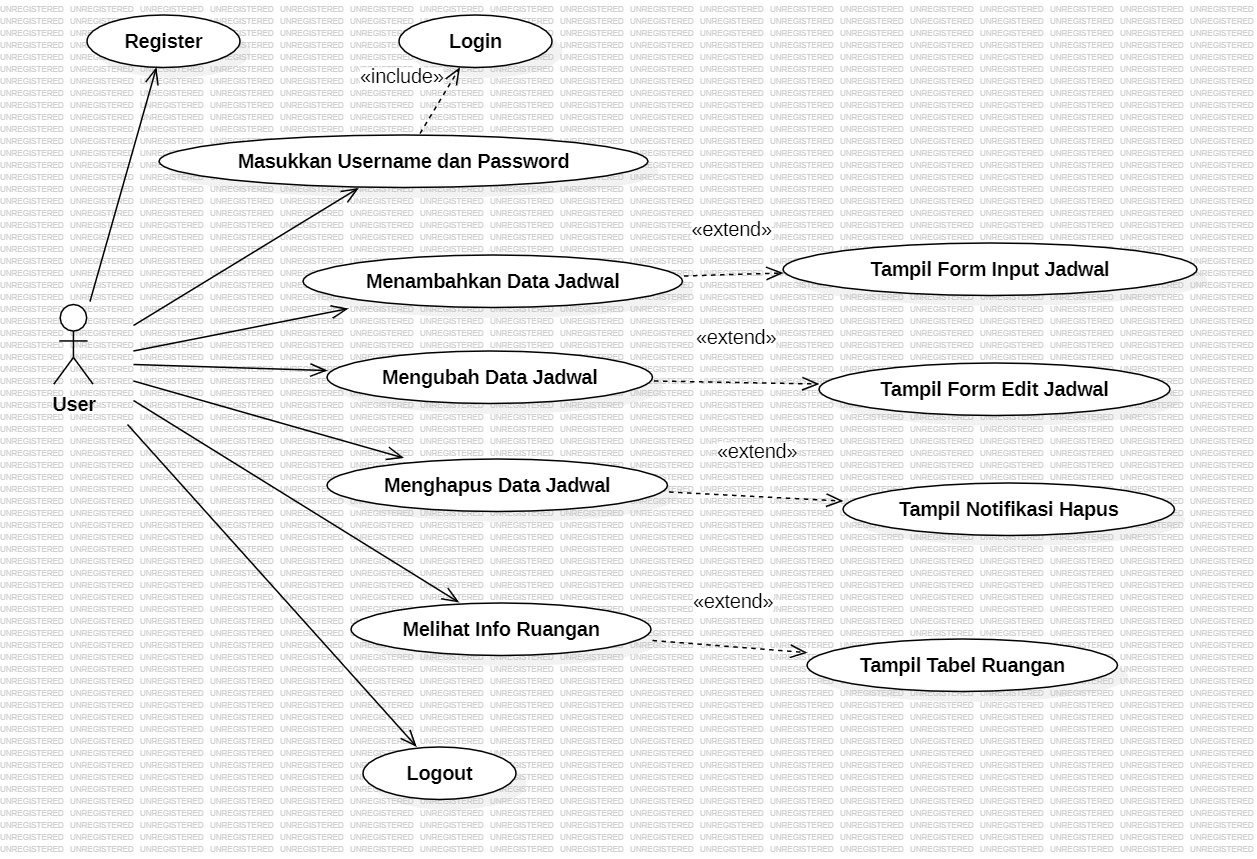 Register
Login
«include»
Masukkan Username dan Password
«extend»
Menambahkan Data Jadwal
Tampil Form Input Jadwal
«extend»
Mengubah Data Jadwal
Tampil Form Edit Jadwal
User
«extend»
Menghapus Data Jadwal
Tampil Notifikasi Hapus
«extend»
Melihat Info Ruangan
Tampil Tabel Ruangan
Logout
UNREGISTERED